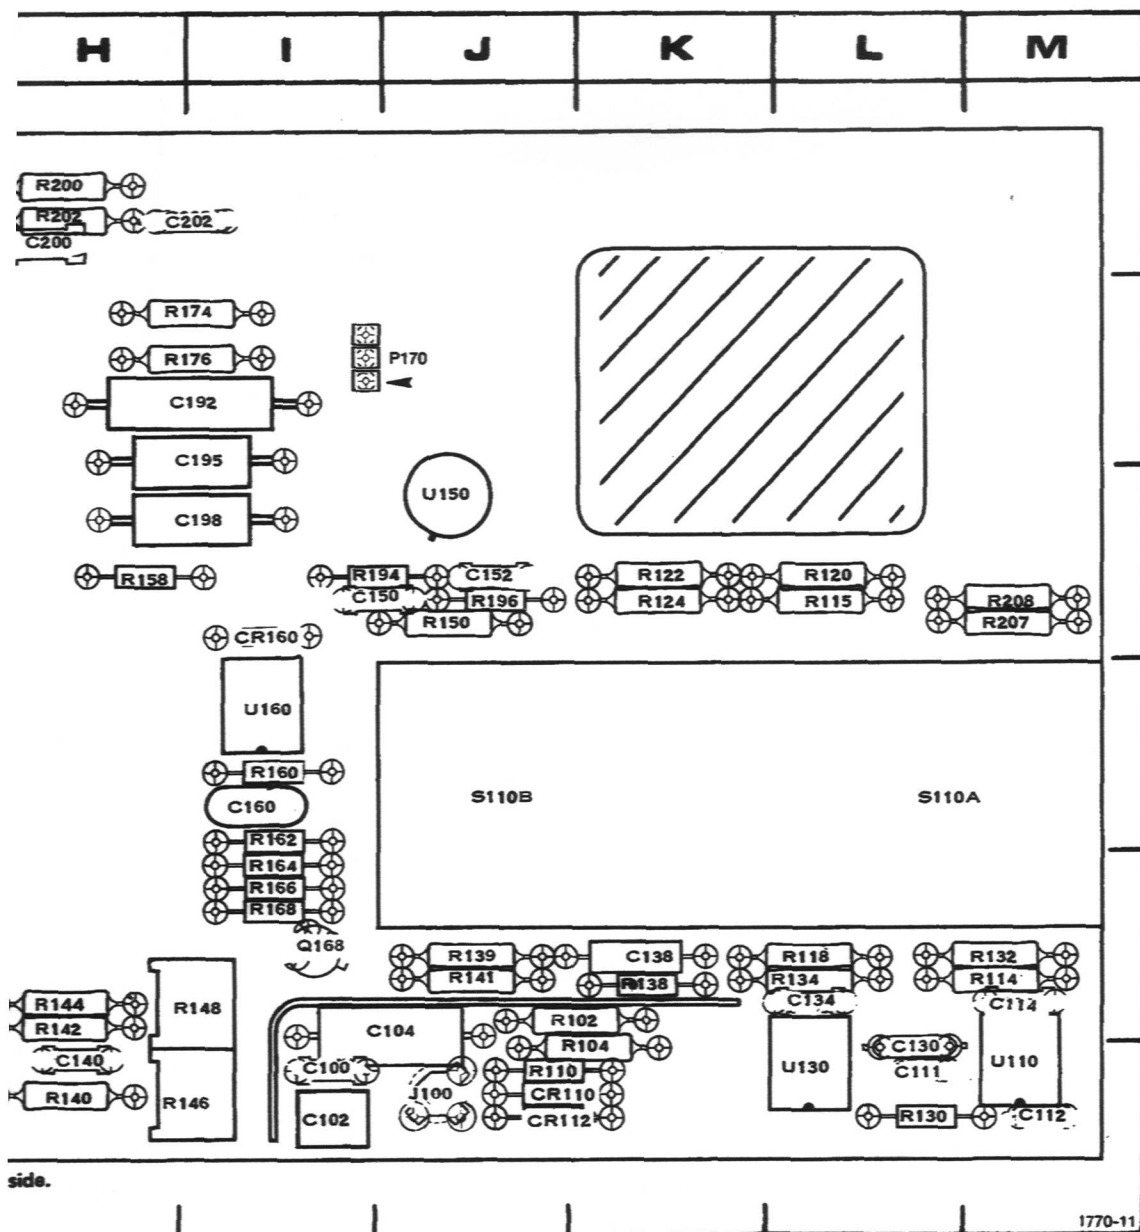 H I J K L M
R200
R202 C202
C200
R174
R176 P170
C192
C195
U150
C198
R158 R194 C152 R122 R120
C150 R196 R124 R115 R208
R150 R207
CR160
U160
R160
C160 S110B S110A
R162
R164
R166
R168
Q168
R139 C138 R118 R132
R141 R138 R134 R114
R144 R148 C134 C114
R142 C104 R102
C140 R104 C130
C100 R110 U130 C111 U110
R140 R146 J100 CR110
C102 CR112 R130 C112
side.
1770-11